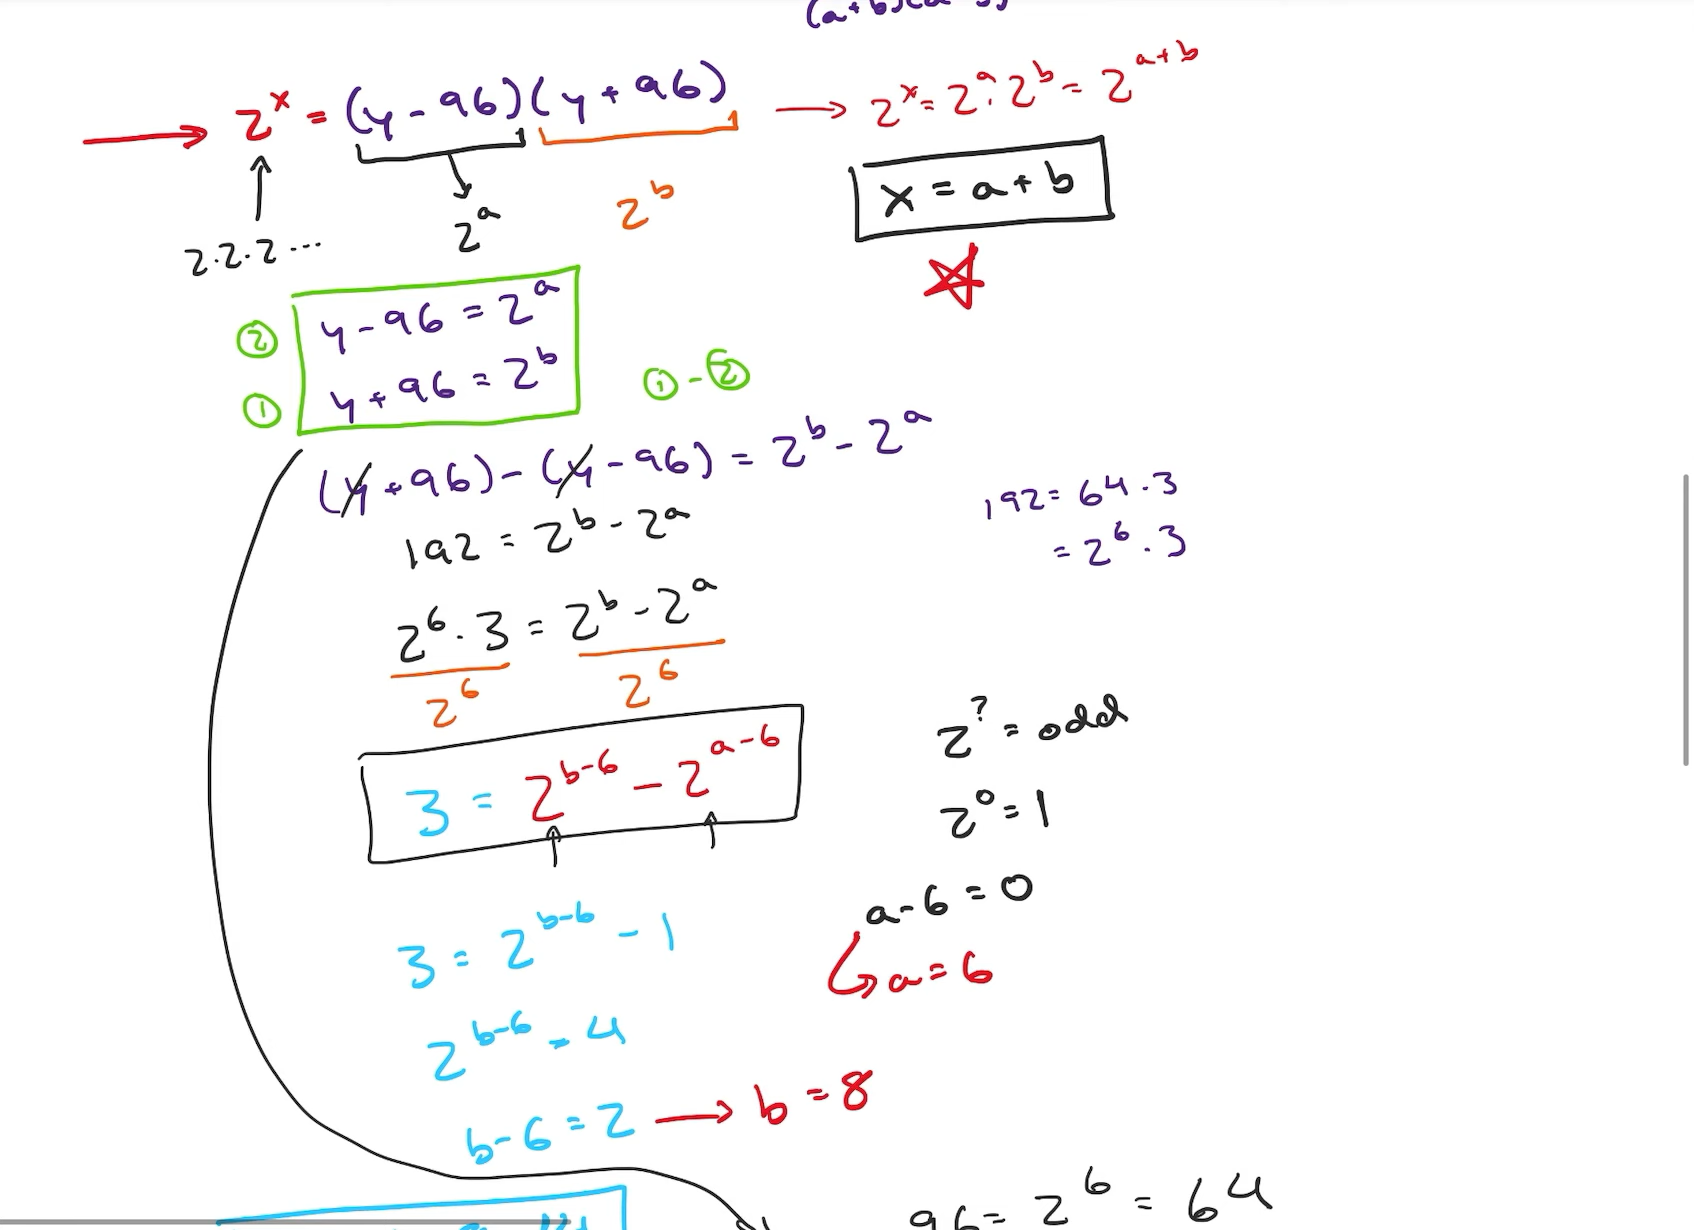 (a+b)(a-b)
2^x = (y - 96)(y + 96) → 2^x = 2^a · 2^b = 2^{a+b}
2·2·2··· 2^a 2^b x = a + b
② y - 96 = 2^a
① y + 96 = 2^b ① - ②
(y + 96) - (y - 96) = 2^b - 2^a
192 = 2^b - 2^a 192 = 64 · 3
= 2^6 · 3
2^6 · 3 = 2^b - 2^a
2^6 2^6
2^? = odd
3 = 2^{b-6} - 2^{a-6}
2^0 = 1
a - 6 = 0
3 = 2^{b-6} - 1
a = 6
2^{b-6} = 4
b - 6 = 2 → b = 8
96 = 2^6 = 64